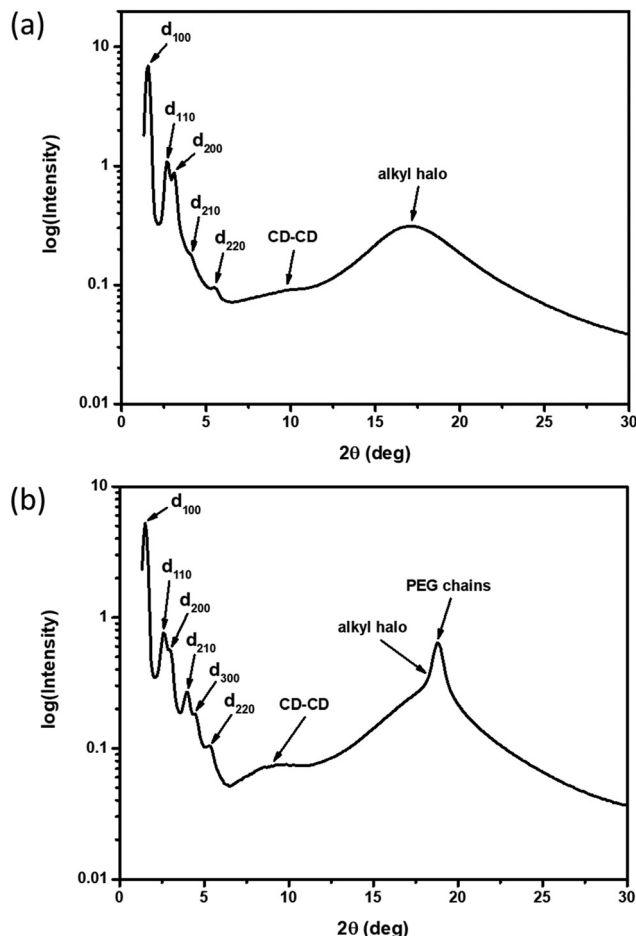 (a)
d100
d110
d200
d210
d220
CD-CD
alkyl halo
log(Intensity)
10
1
0.1
0.01
0 5 10 15 20 25 30
2θ (deg)
(b)
d100
d110
d200
d210
d300
d220
CD-CD
alkyl halo
PEG chains
log(Intensity)
10
1
0.1
0.01
0 5 10 15 20 25 30
2θ (deg)